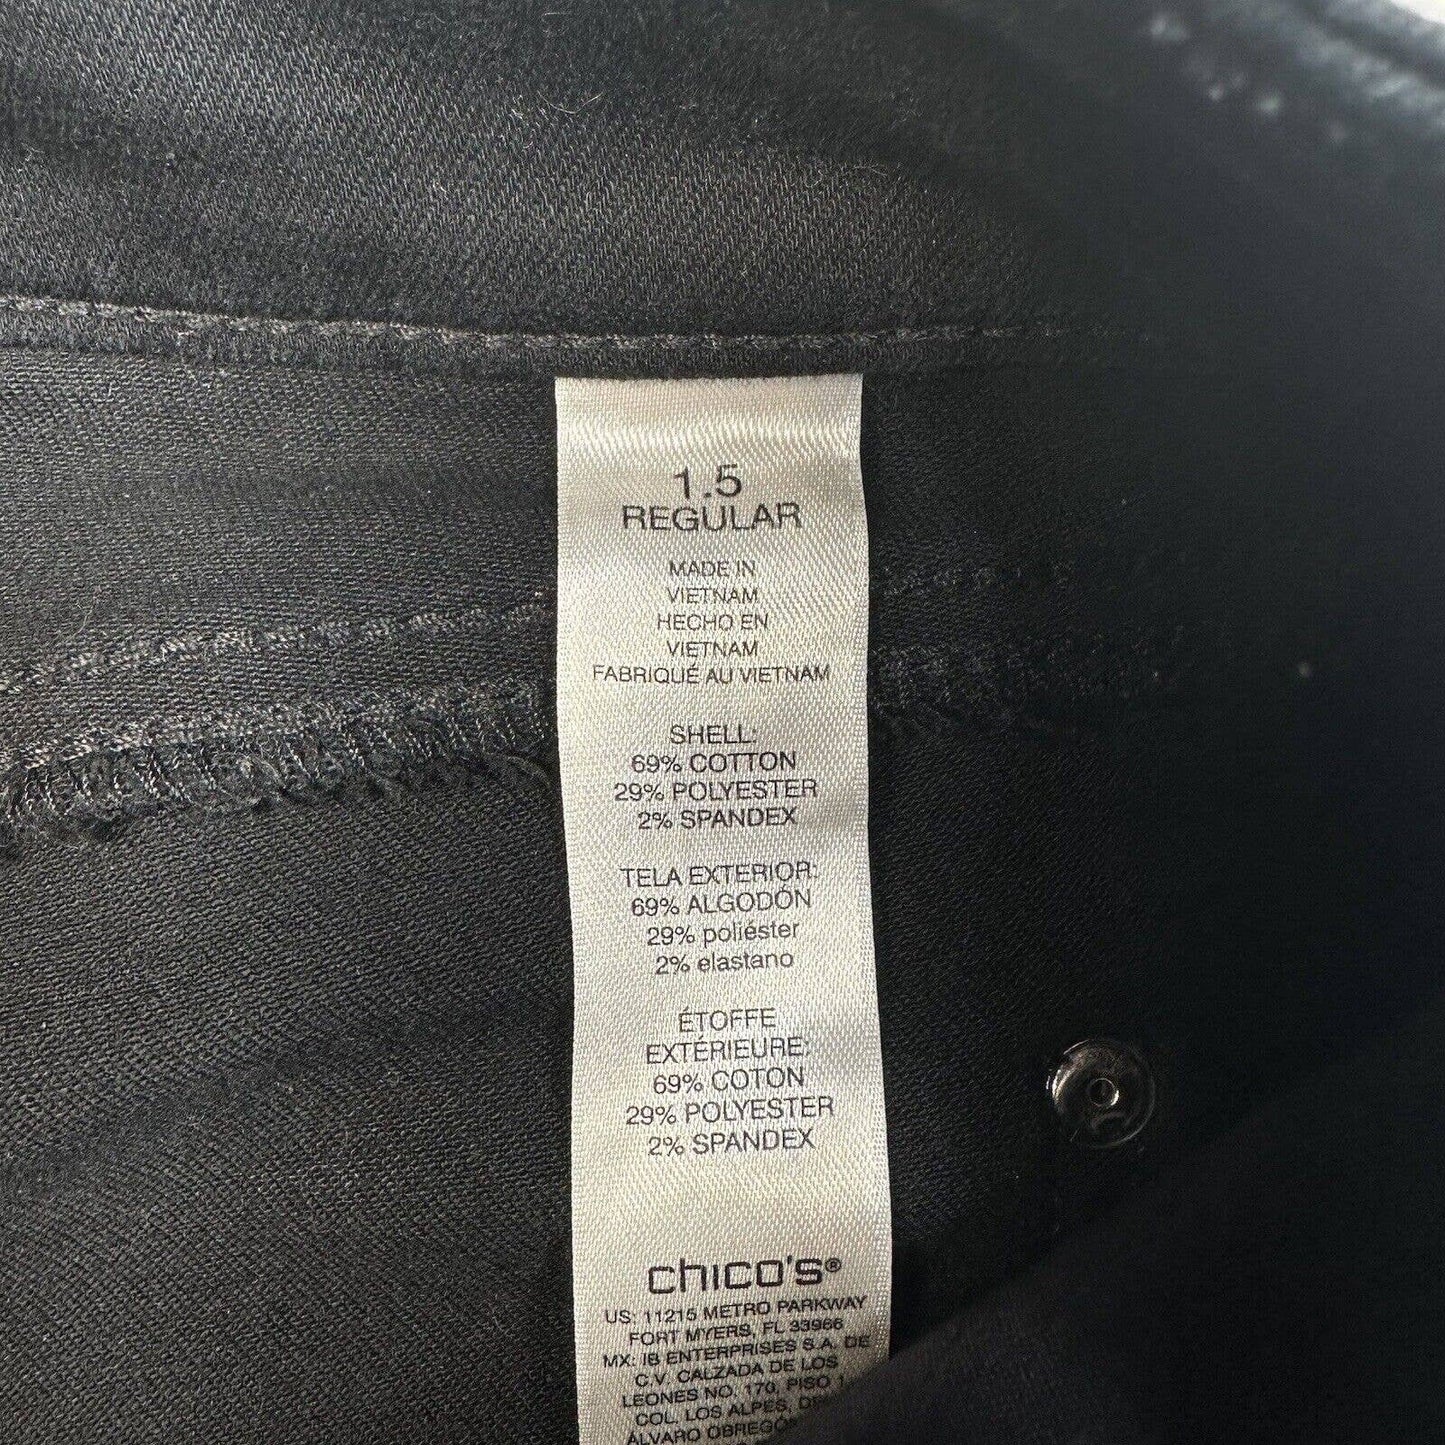 1.5
REGULAR
MADE IN
VIETNAM
HECHO EN
VIETNAM
FABRIQUÉ AU VIETNAM
SHELL:
69% COTTON
29% POLYESTER
2% SPANDEX
TELA EXTERIOR:
69% ALGODÓN
29% poliéster
2% elastano
ÉTOFFE
EXTÉRIEURE:
69% COTON
29% POLYESTER
2% SPANDEX
chico's®
US: 11215 METRO PARKWAY
FORT MYERS, FL 33966
MX: IB ENTERPRISES S.A. DE
C.V. CALZADA DE LOS
LEONES NO. 170, PISO 1
COL. LOS ALPES,
ÁLVARO